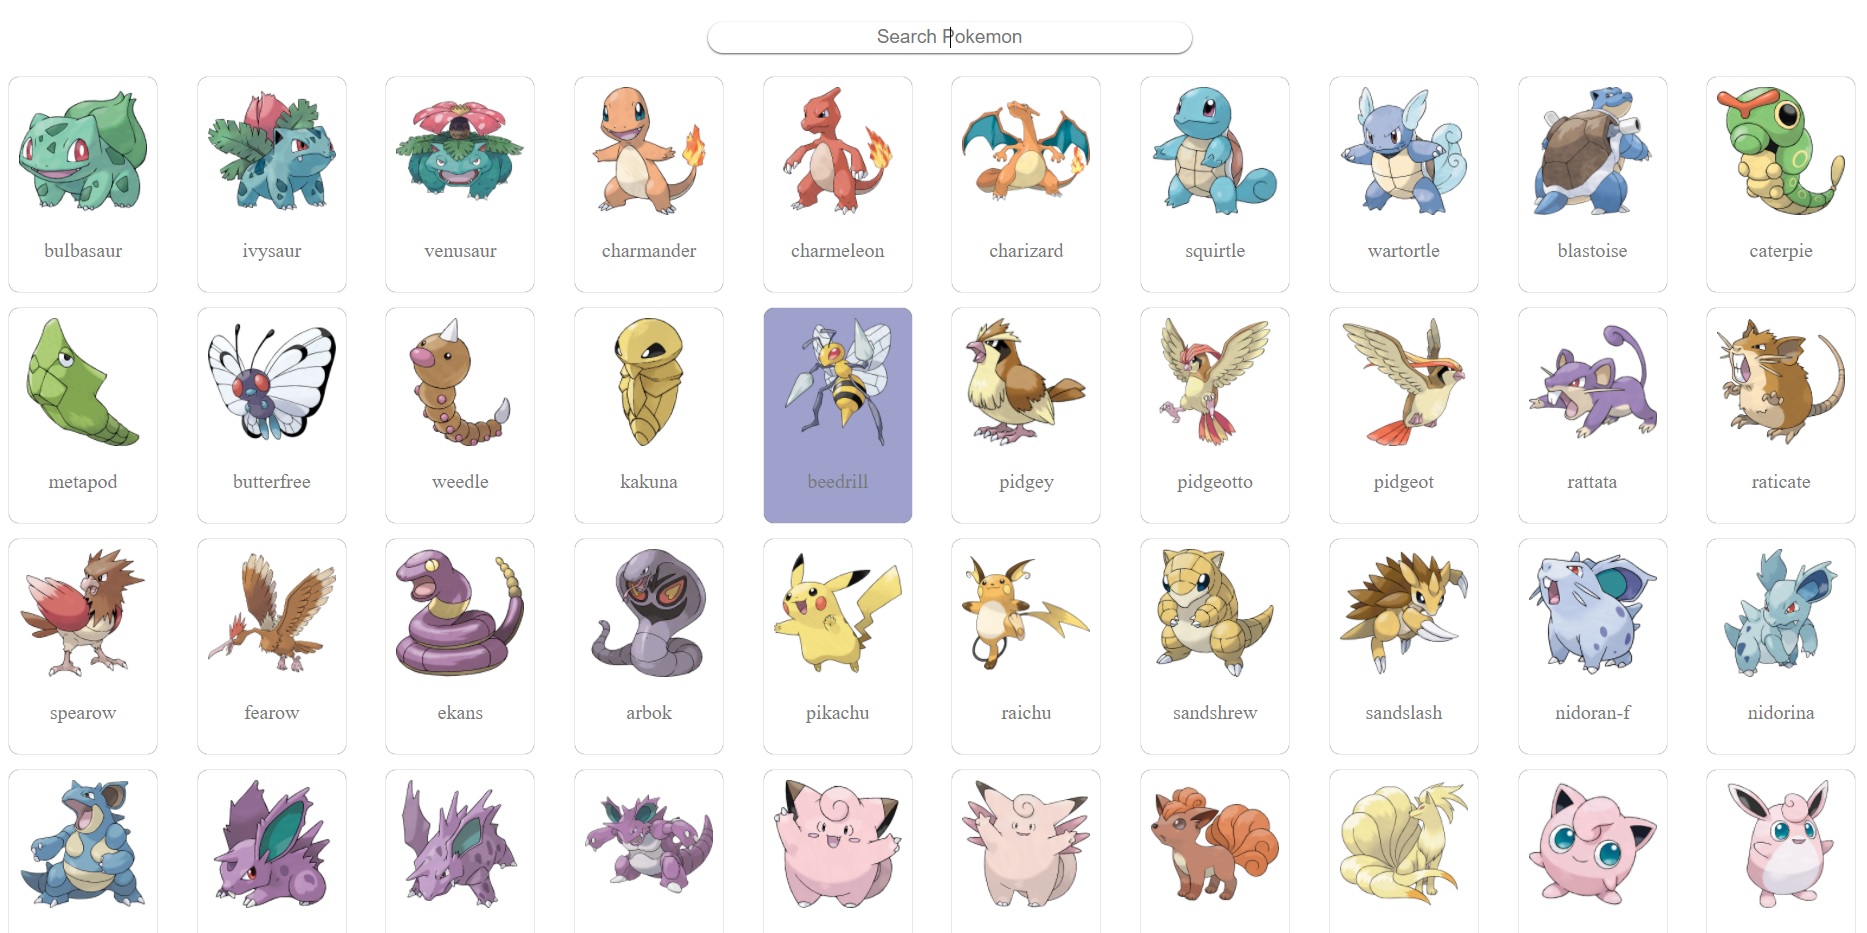 Search Pokemon
bulbasaur
ivysaur
venusaur
charmander
charmeleon
charizard
squirtle
wartortle
blastoise
caterpie
metapod
butterfree
weedle
kakuna
beedrill
pidgey
pidgeotto
pidgeot
rattata
raticate
spearow
fearow
ekans
arbok
pikachu
raichu
sandshrew
sandslash
nidoran-f
nidorina